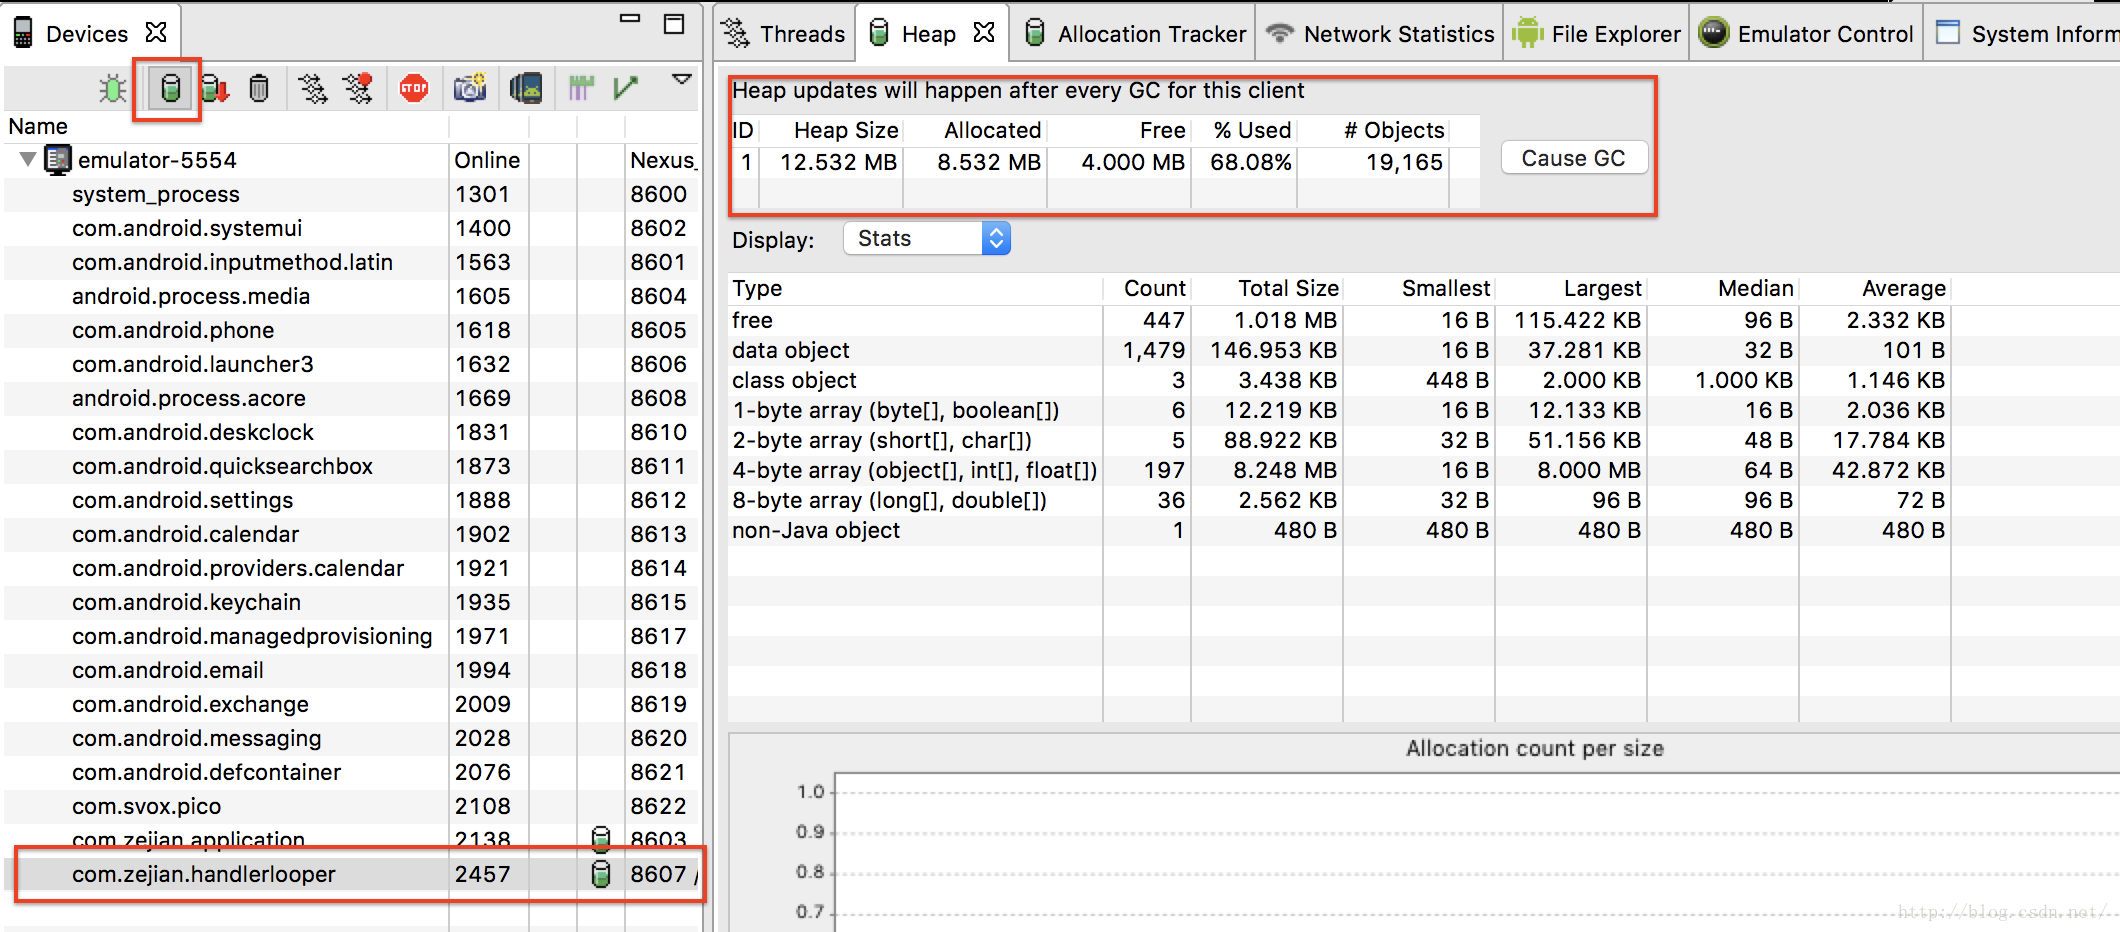 Devices
Name
emulator-5554 Online Nexus_
system_process 1301 8600
com.android.systemui 1400 8602
com.android.inputmethod.latin 1563 8601
android.process.media 1605 8604
com.android.phone 1618 8605
com.android.launcher3 1632 8606
android.process.acore 1669 8608
com.android.deskclock 1831 8610
com.android.quicksearchbox 1873 8611
com.android.settings 1888 8612
com.android.calendar 1902 8613
com.android.providers.calendar 1921 8614
com.android.keychain 1935 8615
com.android.managedprovisioning 1971 8617
com.android.email 1994 8618
com.android.exchange 2009 8619
com.android.messaging 2028 8620
com.android.defcontainer 2076 8621
com.svox.pico 2108 8622
com.zejian.application 2138 8603
com.zejian.handlerlooper 2457 8607 /
Threads Heap Allocation Tracker Network Statistics File Explorer Emulator Control System Inform
STOP
Heap updates will happen after every GC for this client
ID Heap Size Allocated Free % Used # Objects
1 12.532 MB 8.532 MB 4.000 MB 68.08% 19,165
Cause GC
Display: Stats
Type Count Total Size Smallest Largest Median Average
free 447 1.018 MB 16 B 115.422 KB 96 B 2.332 KB
data object 1,479 146.953 KB 16 B 37.281 KB 32 B 101 B
class object 3 3.438 KB 448 B 2.000 KB 1.000 KB 1.146 KB
1-byte array (byte[], boolean[]) 6 12.219 KB 16 B 12.133 KB 16 B 2.036 KB
2-byte array (short[], char[]) 5 88.922 KB 32 B 51.156 KB 48 B 17.784 KB
4-byte array (object[], int[], float[]) 197 8.248 MB 16 B 8.000 MB 64 B 42.872 KB
8-byte array (long[], double[]) 36 2.562 KB 32 B 96 B 96 B 72 B
non-Java object 1 480 B 480 B 480 B 480 B 480 B
Allocation count per size
1.0
0.9
0.8
0.7
http://blog.csdn.net/